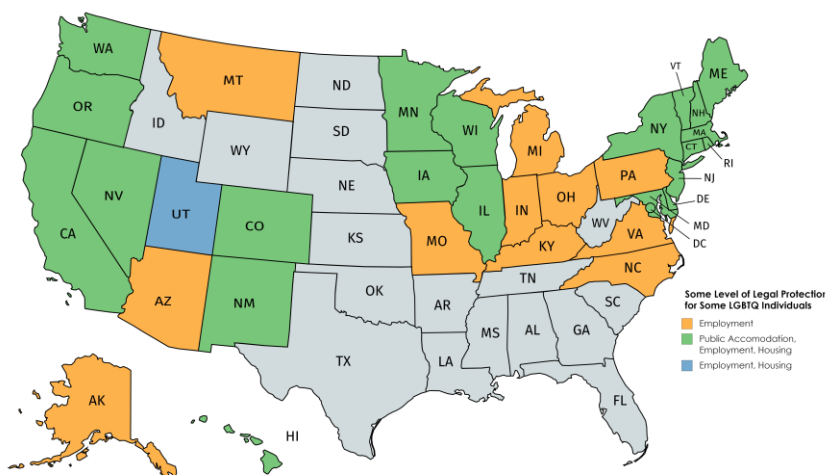 WA
MT
ND
MN
VT
ME
OR
ID
SD
WI
NH
NY
MA
WY
MI
CT
RI
NE
IA
PA
NJ
NV
UT
CO
IL
IN
OH
DE
CA
KS
MO
WV
VA
MD
KY
DC
AZ
NM
OK
AR
TN
NC
SC
MS
AL
GA
TX
LA
FL
AK
HI
Some Level of Legal Protection
for Some LGBTQ Individuals
Employment
Public Accomodation,
Employment, Housing
Employment, Housing